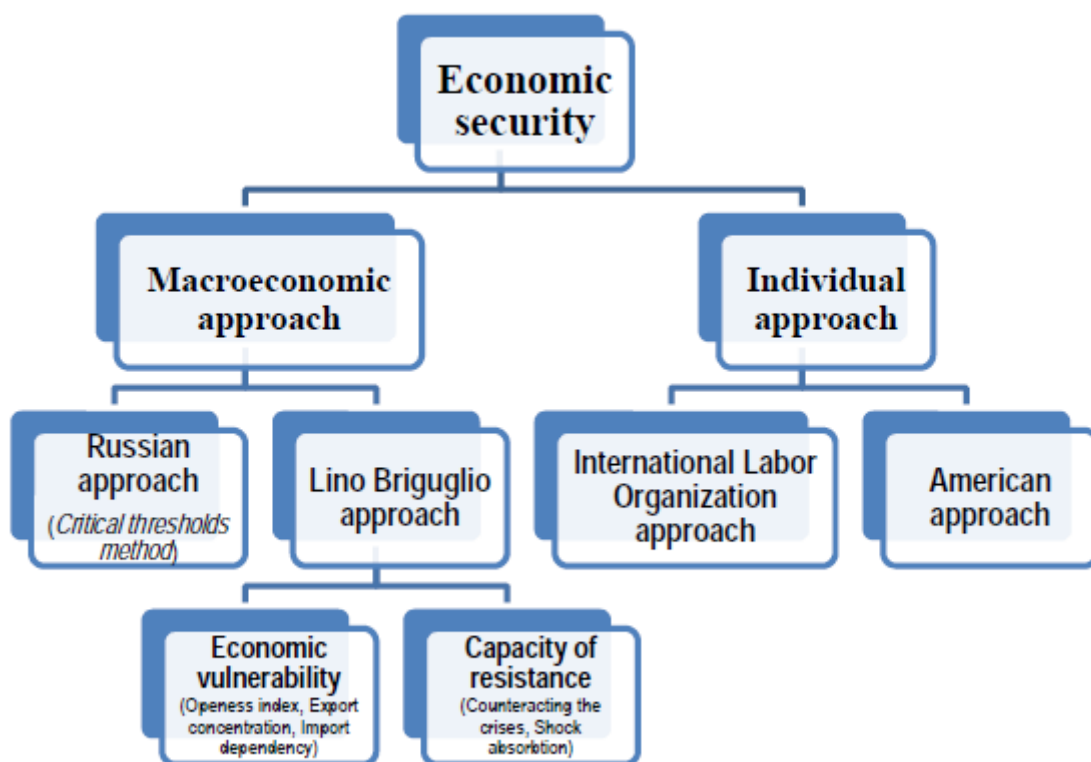 Economic
security
Macroeconomic
approach
Individual
approach
Russian
approach
(Critical thresholds
method)
Lino Briguglio
approach
International Labor
Organization
approach
American
approach
Economic
vulnerability
(Openess index, Export
concentration, Import
dependency)
Capacity of
resistance
(Counteracting the
crises, Shock
absorbtion)